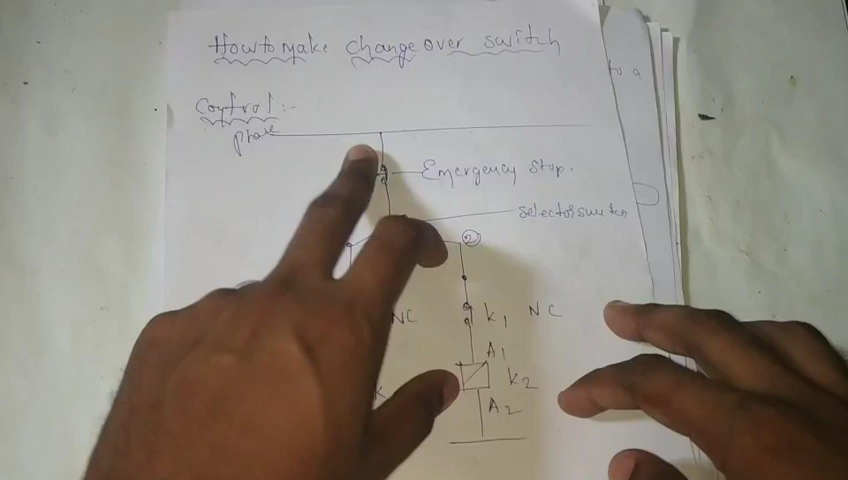 How to make change over switch
to a
Control:-
phase
Emergency stop.
selector switch
2
NC
K1 NC
A1
K
K2
A2